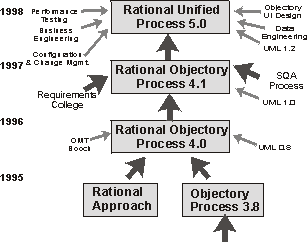 1998
Performance
Testing
Business
Engineering
Configuration
& Change Mgmt.
Rational Unified
Process 5.0
Objectory
UI Design
Data
Engineering
UML 1.2
1997
Rational Objectory
Process 4.1
Requirements
College
SQA
Process
UML 1.0
1996
OMT
Booch
Rational Objectory
Process 4.0
UML 0.8
1995
Rational
Approach
Objectory
Process 3.8